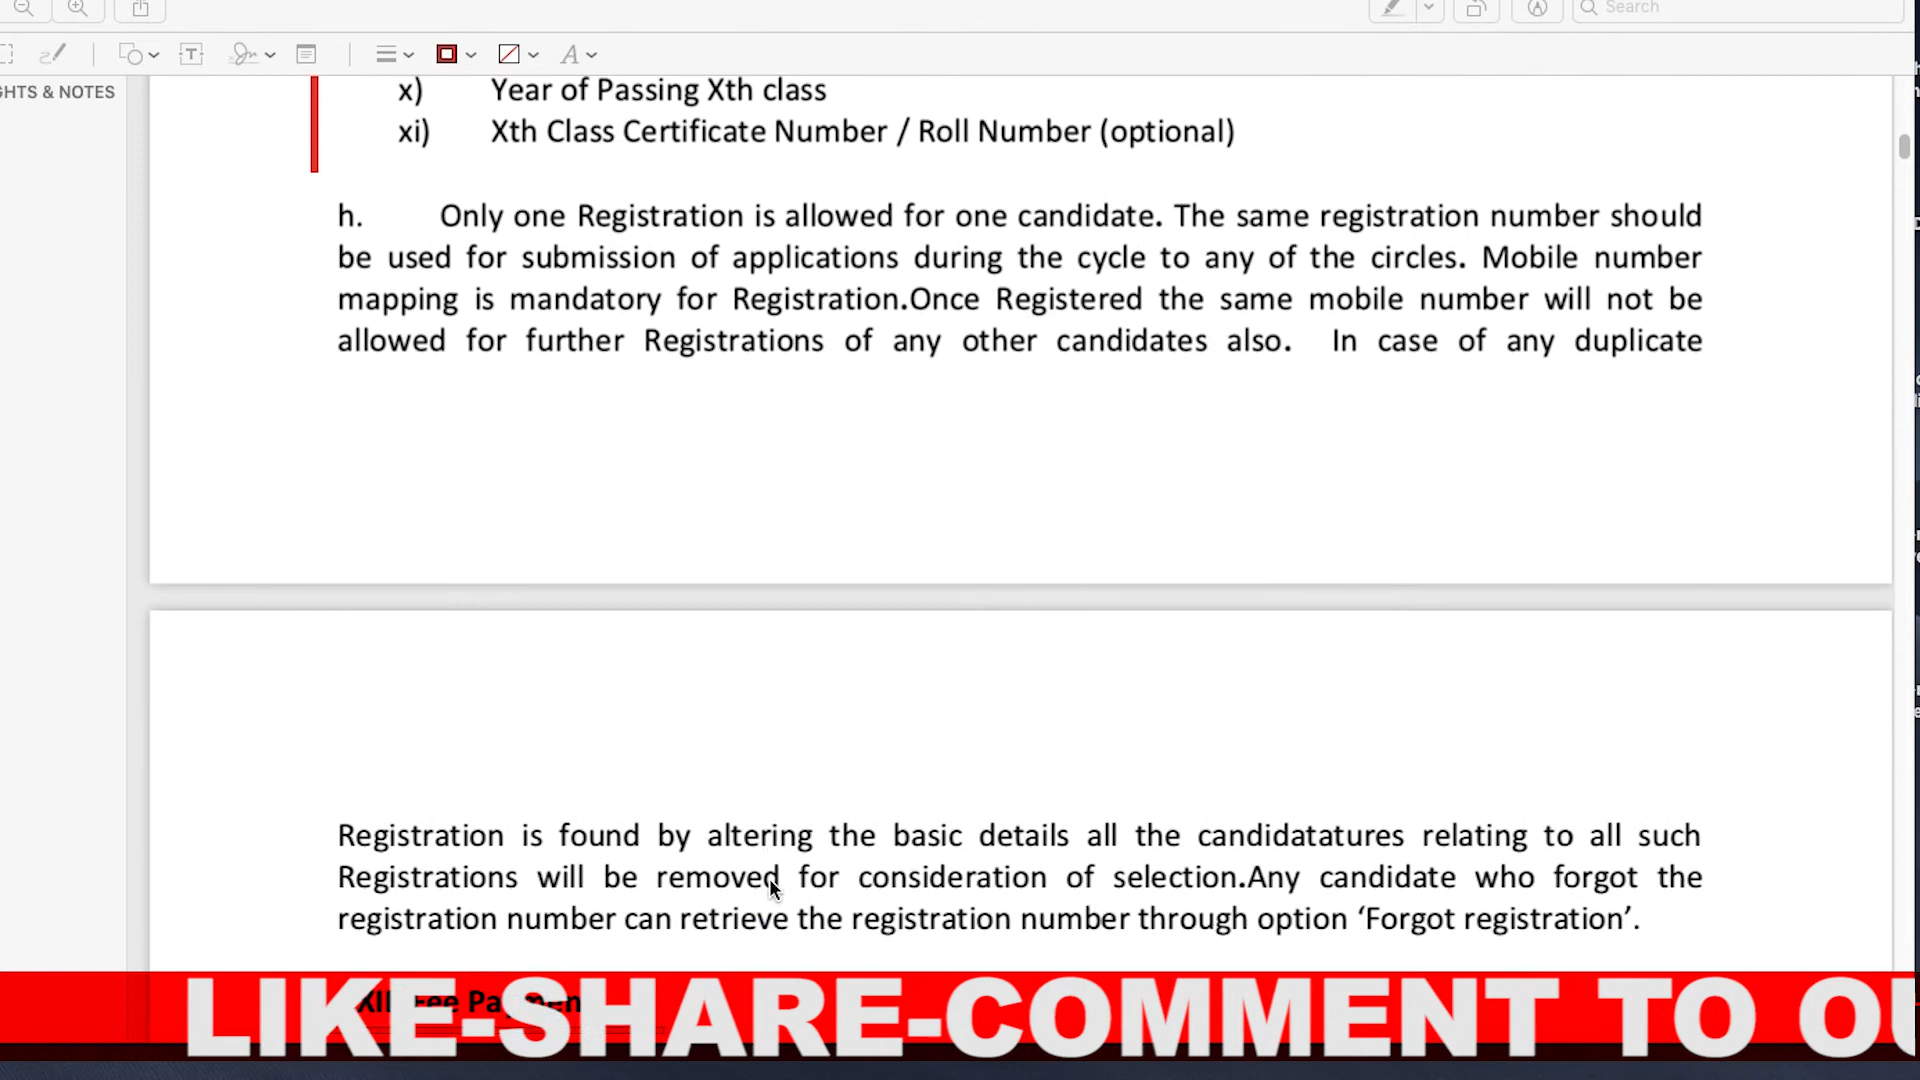 Search
GHTS & NOTES
x) Year of Passing Xth class
xi) Xth Class Certificate Number / Roll Number (optional)
h. Only one Registration is allowed for one candidate. The same registration number should
be used for submission of applications during the cycle to any of the circles. Mobile number
mapping is mandatory for Registration.Once Registered the same mobile number will not be
allowed for further Registrations of any other candidates also. In case of any duplicate
Registration is found by altering the basic details all the candidatatures relating to all such
Registrations will be removed for consideration of selection.Any candidate who forgot the
registration number can retrieve the registration number through option ‘Forgot registration’.
LIKE-SHARE-COMMENT TO OU